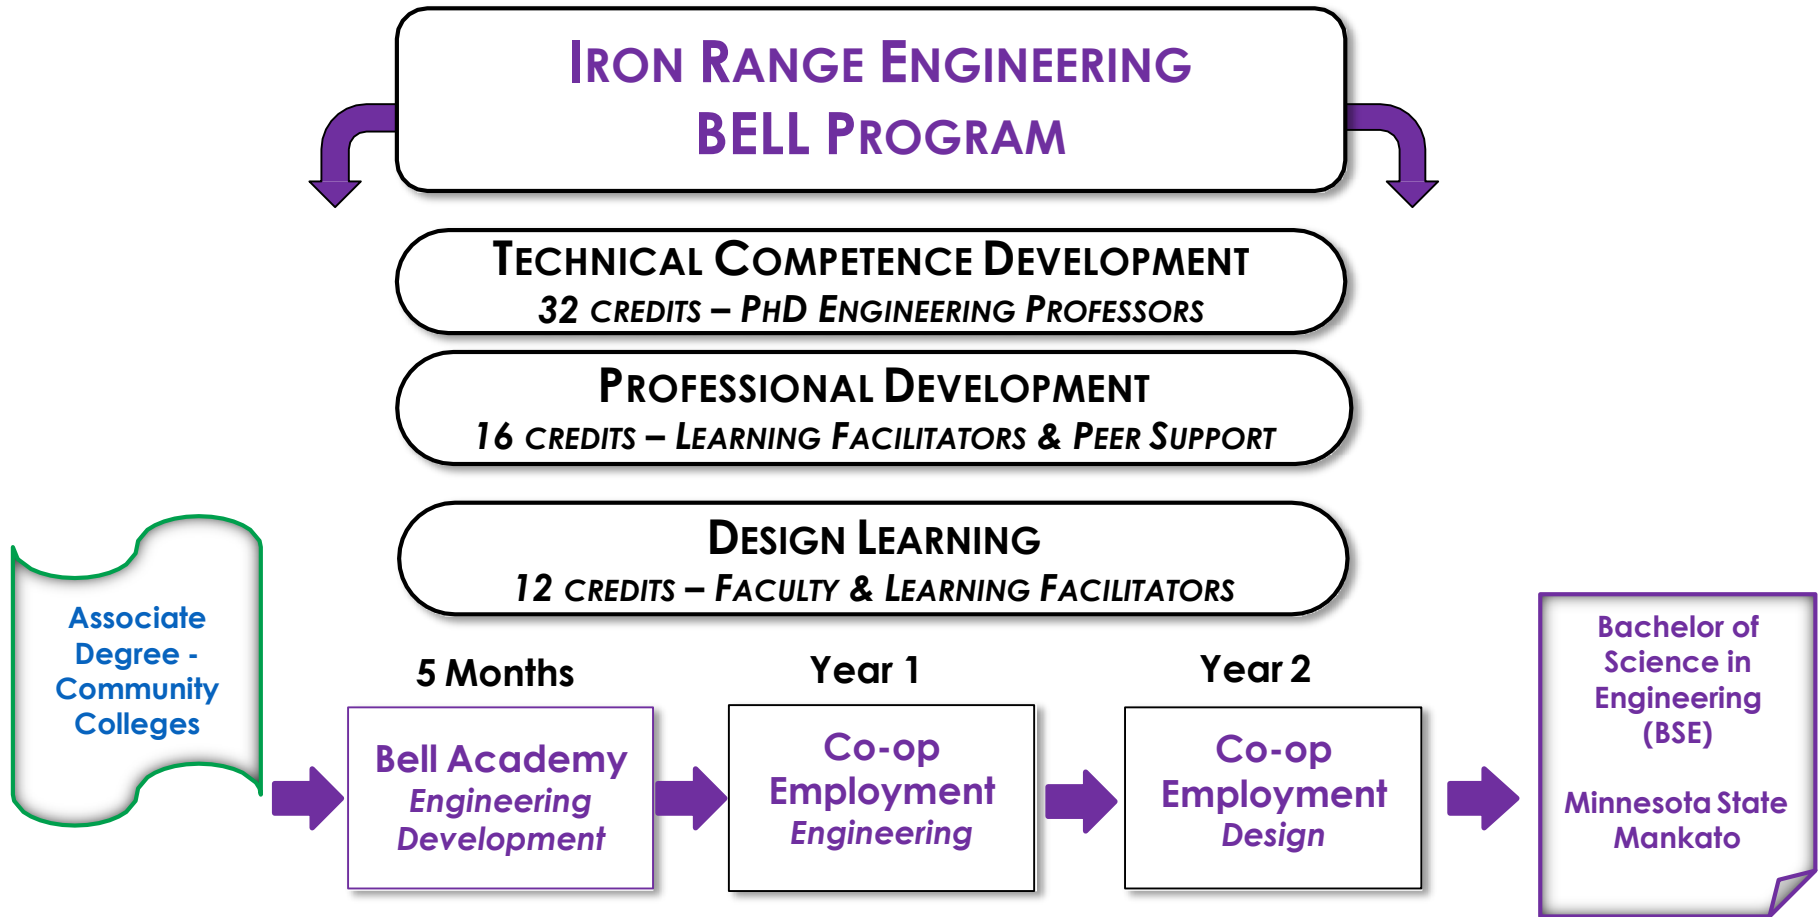 IRON RANGE ENGINEERING
BELL PROGRAM
TECHNICAL COMPETENCE DEVELOPMENT
32 CREDITS – PHD ENGINEERING PROFESSORS
PROFESSIONAL DEVELOPMENT
16 CREDITS – LEARNING FACILITATORS & PEER SUPPORT
DESIGN LEARNING
12 CREDITS – FACULTY & LEARNING FACILITATORS
Associate
Degree -
Community
Colleges
5 Months
Bell Academy
Engineering
Development
Year 1
Co-op
Employment
Engineering
Year 2
Co-op
Employment
Design
Bachelor of
Science in
Engineering
(BSE)
Minnesota State
Mankato